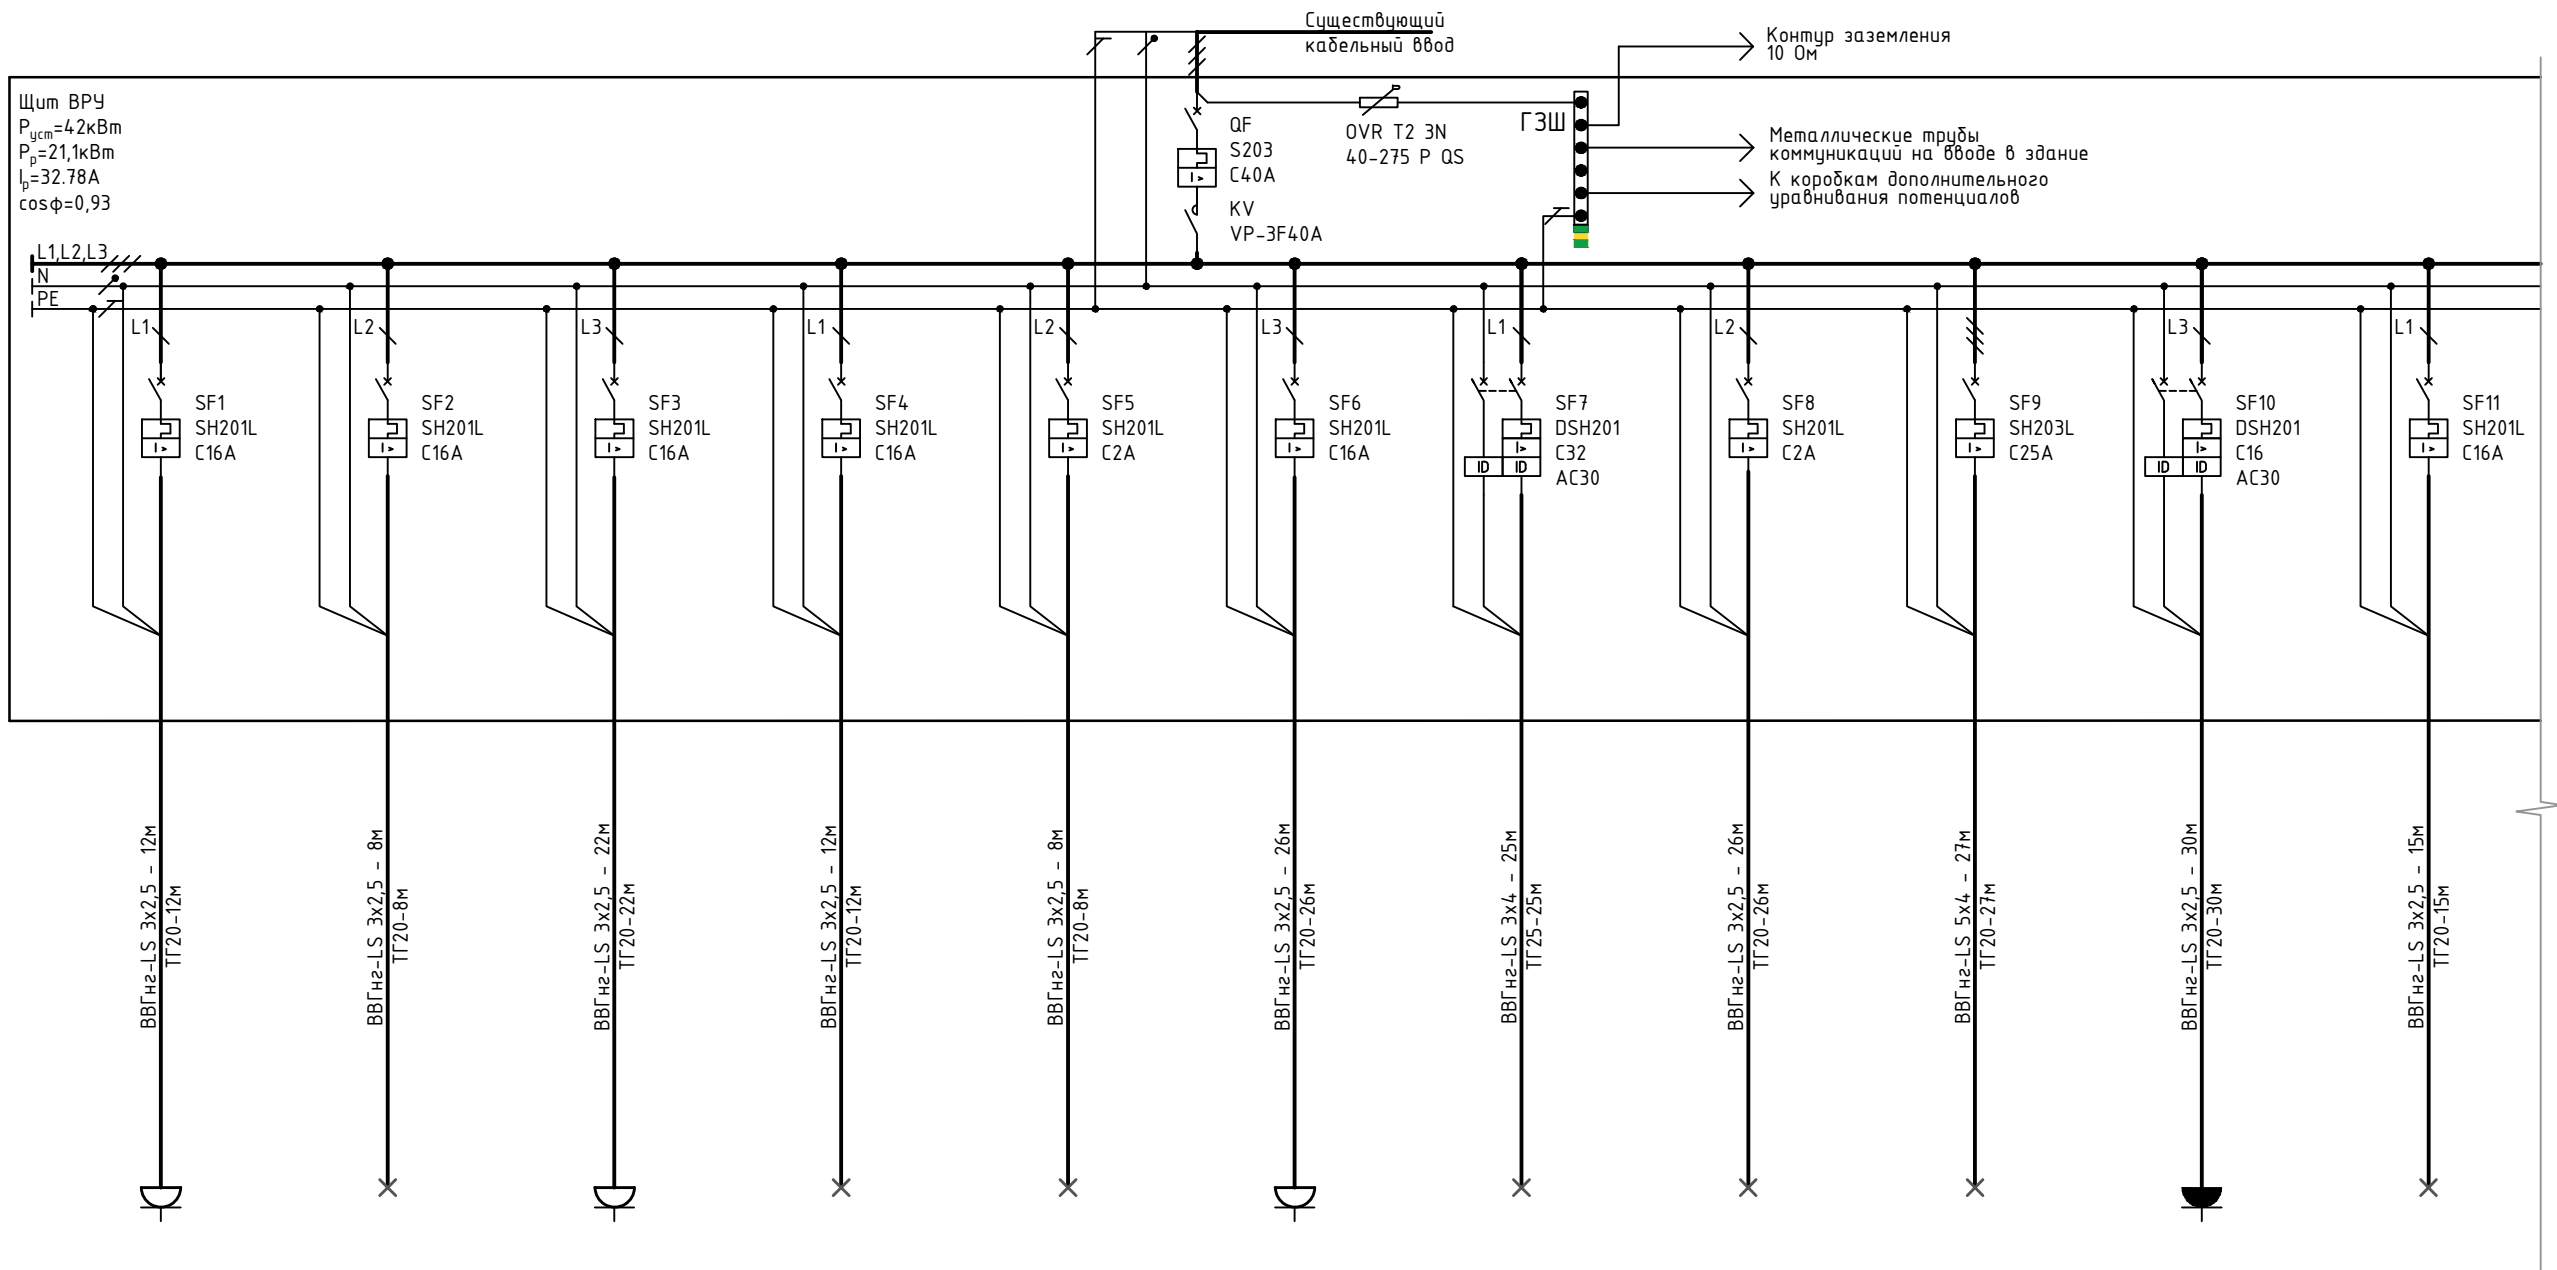 Существующий
кабельный ввод
Контур заземления
10 Ом
Щит ВРУ
Pуст=42кВт
Pр=21,1кВт
Iр=32.78А
cosφ=0,93
QF
S203
C40A
KV
VP-3F40A
OVR T2 3N
40-275 P QS
ГЗШ
Металлические трубы
коммуникаций на вводе в здание
К коробкам дополнительного
уравнивания потенциалов
L1,L2,L3
N
PE
L1
L2
L3
L1
L2
L3
L1
L2
L3
L1
SF1
SH201L
C16A
SF2
SH201L
C16A
SF3
SH201L
C16A
SF4
SH201L
C16A
SF5
SH201L
C2A
SF6
SH201L
C16A
SF7
DSH201
C32
AC30
SF8
SH201L
C2A
SF9
SH203L
C25A
SF10
DSH201
C16
AC30
SF11
SH201L
C16A
I>
I>
I>
I>
I>
I>
I>
I>
I>
I>
I>
I>
ID
ID
ID
ID
ВВГнг-LS 3х2,5 - 12м
ТГ20-12м
ВВГнг-LS 3х2,5 - 8м
ТГ20-8м
ВВГнг-LS 3х2,5 - 22м
ТГ20-22м
ВВГнг-LS 3х2,5 - 12м
ТГ20-12м
ВВГнг-LS 3х2,5 - 8м
ТГ20-8м
ВВГнг-LS 3х2,5 - 26м
ТГ20-26м
ВВГнг-LS 3х4 - 25м
ТГ25-25м
ВВГнг-LS 3х2,5 - 26м
ТГ20-26м
ВВГнг-LS 5х4 - 27м
ТГ20-27м
ВВГнг-LS 3х2,5 - 30м
ТГ20-30м
ВВГнг-LS 3х2,5 - 15м
ТГ20-15м